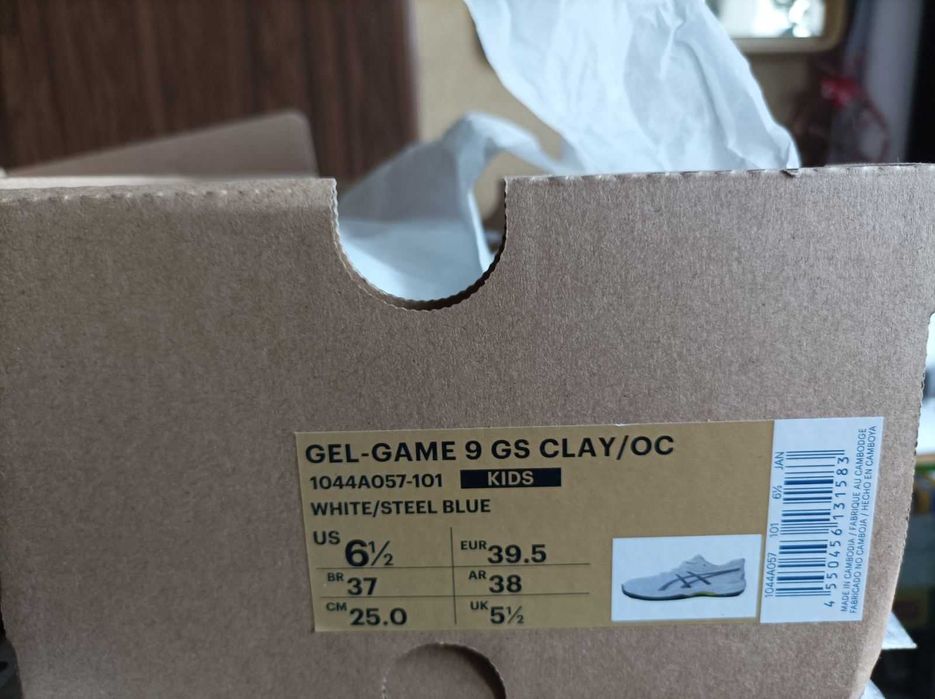 GEL-GAME 9 GS CLAY/OC
1044A057-101 KIDS
WHITE/STEEL BLUE
US 6½ EUR 39.5
BR 37 AR 38
CM 25.0 UK 5½
1044A057 101 6½ JAN
4 550456 131583
MADE IN CAMBODIA / FABRIQUE AU CAMBODGE
FABRICADO NO CAMBOJA / HECHO EN CAMBOYA